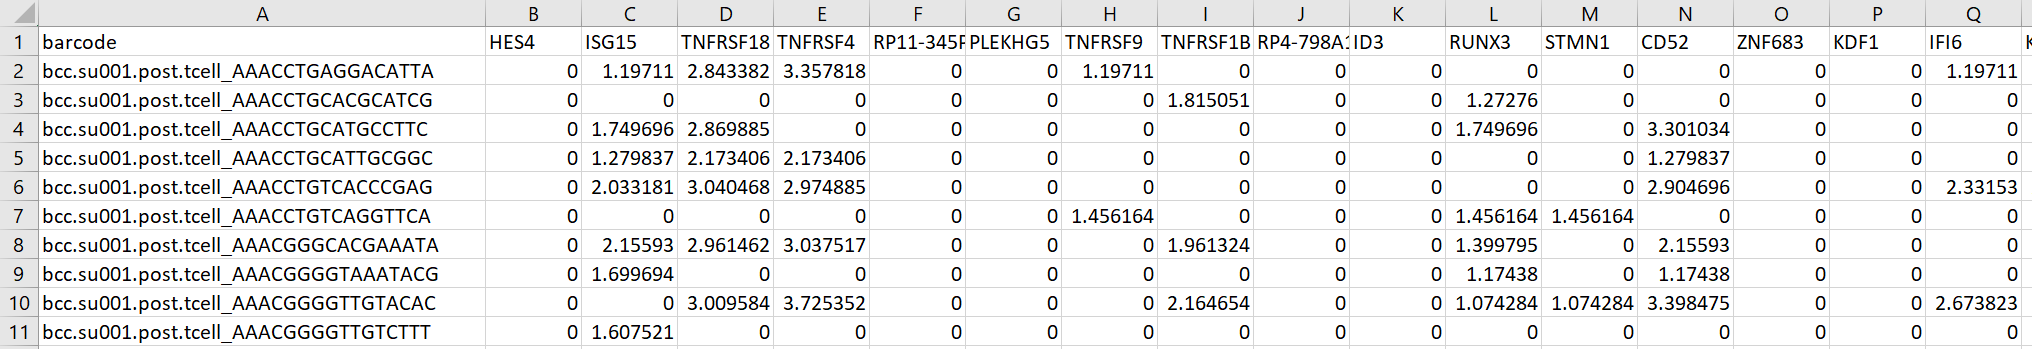 A B C D E F G H I J K L M N O P Q
1 barcode HES4 ISG15 TNFRSF18 TNFRSF4 RP11-345 PLEKHG5 TNFRSF9 TNFRSF1B RP4-798A1 ID3 RUNX3 STMN1 CD52 ZNF683 KDF1 IFI6
2 bcc.su001.post.tcell_AAACCTGAGGACATTA 0 1.19711 2.843382 3.357818 0 0 1.19711 0 0 0 0 0 0 0 0 1.19711
3 bcc.su001.post.tcell_AAACCTGCACGCATCG 0 0 0 0 0 0 0 1.815051 0 0 1.27276 0 0 0 0 0
4 bcc.su001.post.tcell_AAACCTGCATGCCTTC 0 1.749696 2.869885 0 0 0 0 0 0 0 1.749696 0 3.301034 0 0 0
5 bcc.su001.post.tcell_AAACCTGCATTGCGGC 0 1.279837 2.173406 2.173406 0 0 0 0 0 0 0 0 1.279837 0 0 0
6 bcc.su001.post.tcell_AAACCTGTCACCCGAG 0 2.033181 3.040468 2.974885 0 0 0 0 0 0 0 0 2.904696 0 0 2.33153
7 bcc.su001.post.tcell_AAACCTGTCAGGTTCA 0 0 0 0 0 0 1.456164 0 0 0 1.456164 1.456164 0 0 0 0
8 bcc.su001.post.tcell_AAACGGGCACGAAATA 0 2.15593 2.961462 3.037517 0 0 0 1.961324 0 0 1.399795 0 2.15593 0 0 0
9 bcc.su001.post.tcell_AAACGGGGTAAATACG 0 1.699694 0 0 0 0 0 0 0 0 1.17438 0 1.17438 0 0 0
10 bcc.su001.post.tcell_AAACGGGGTTGTACAC 0 0 3.009584 3.725352 0 0 0 2.164654 0 0 1.074284 1.074284 3.398475 0 0 2.673823
11 bcc.su001.post.tcell_AAACGGGGTTGTCTTT 0 1.607521 0 0 0 0 0 0 0 0 0 0 0 0 0 0